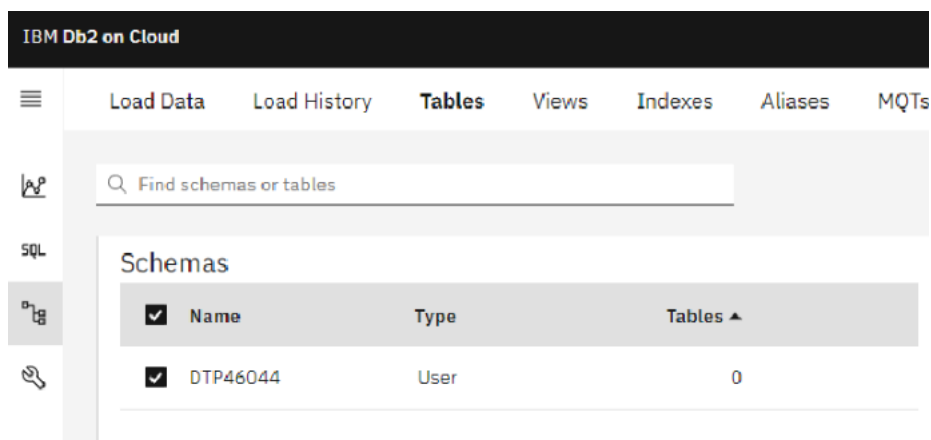 IBM Db2 on Cloud
Load Data Load History Tables Views Indexes Aliases MQTs
Find schemas or tables
SQL
Schemas
Name Type Tables
DTP46044 User 0